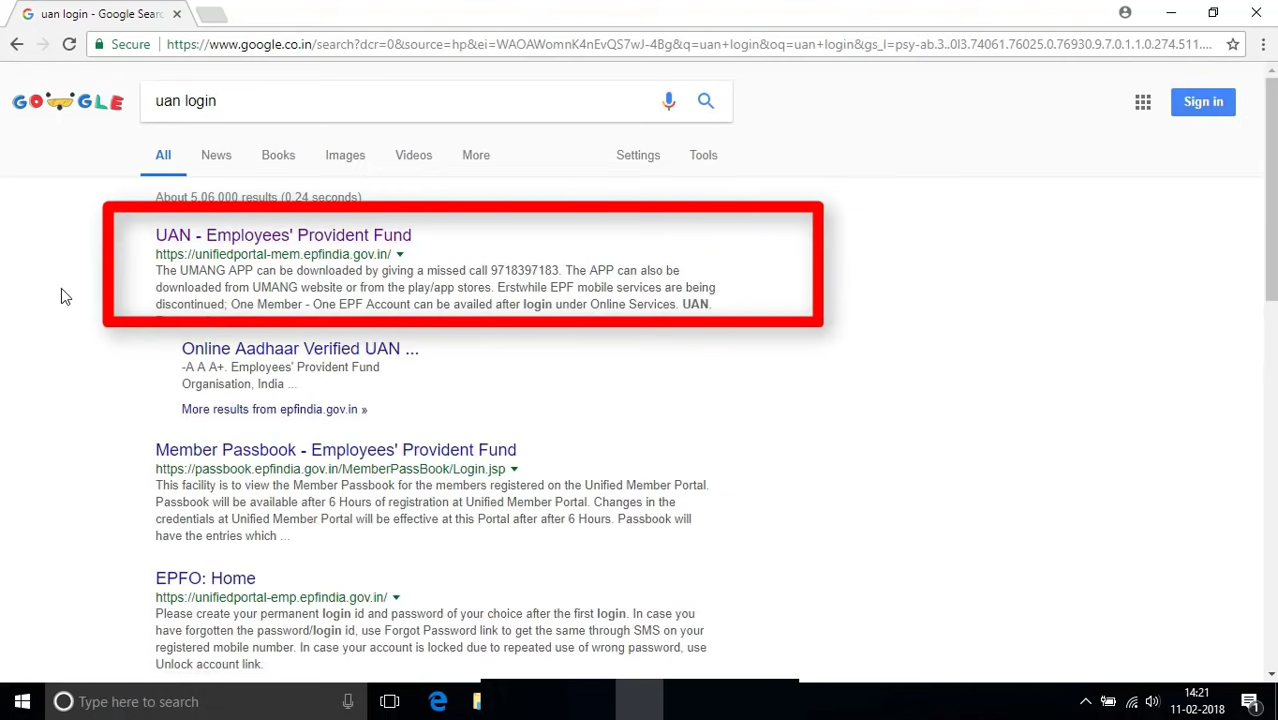 uan login - Google Searc
Secure
https://www.google.co.in/search?dcr=0&source=hp&ei=WAOAWomnK4nEvQS7wJ-4Bg&q=uan+login&oq=uan+login&gs_l=psy-ab.3..0l3.74061.76025.0.76930.9.7.0.1.1.0.274.511....
GOOGLE
uan login
Sign in
All News Books Images Videos More Settings Tools
About 5,06,000 results (0.24 seconds)
UAN - Employees' Provident Fund
https://unifiedportal-mem.epfindia.gov.in/
The UMANG APP can be downloaded by giving a missed call 9718397183. The APP can also be
downloaded from UMANG website or from the play/app stores. Erstwhile EPF mobile services are being
discontinued; One Member - One EPF Account can be availed after login under Online Services. UAN.
Online Aadhaar Verified UAN ...
-A A A+. Employees' Provident Fund
Organisation, India ...
More results from epfindia.gov.in »
Member Passbook - Employees' Provident Fund
https://passbook.epfindia.gov.in/MemberPassBook/Login.jsp
This facility is to view the Member Passbook for the members registered on the Unified Member Portal.
Passbook will be available after 6 Hours of registration at Unified Member Portal. Changes in the
credentials at Unified Member Portal will be effective at this Portal after after 6 Hours. Passbook will
have the entries which ...
EPFO: Home
https://unifiedportal-emp.epfindia.gov.in/
Please create your permanent login id and password of your choice after the first login. In case you
have forgotten the password/login id, use Forgot Password link to get the same through SMS on your
registered mobile number. In case your account is locked due to repeated use of wrong password, use
Unlock account link.
Type here to search
14:21
11-02-2018
1